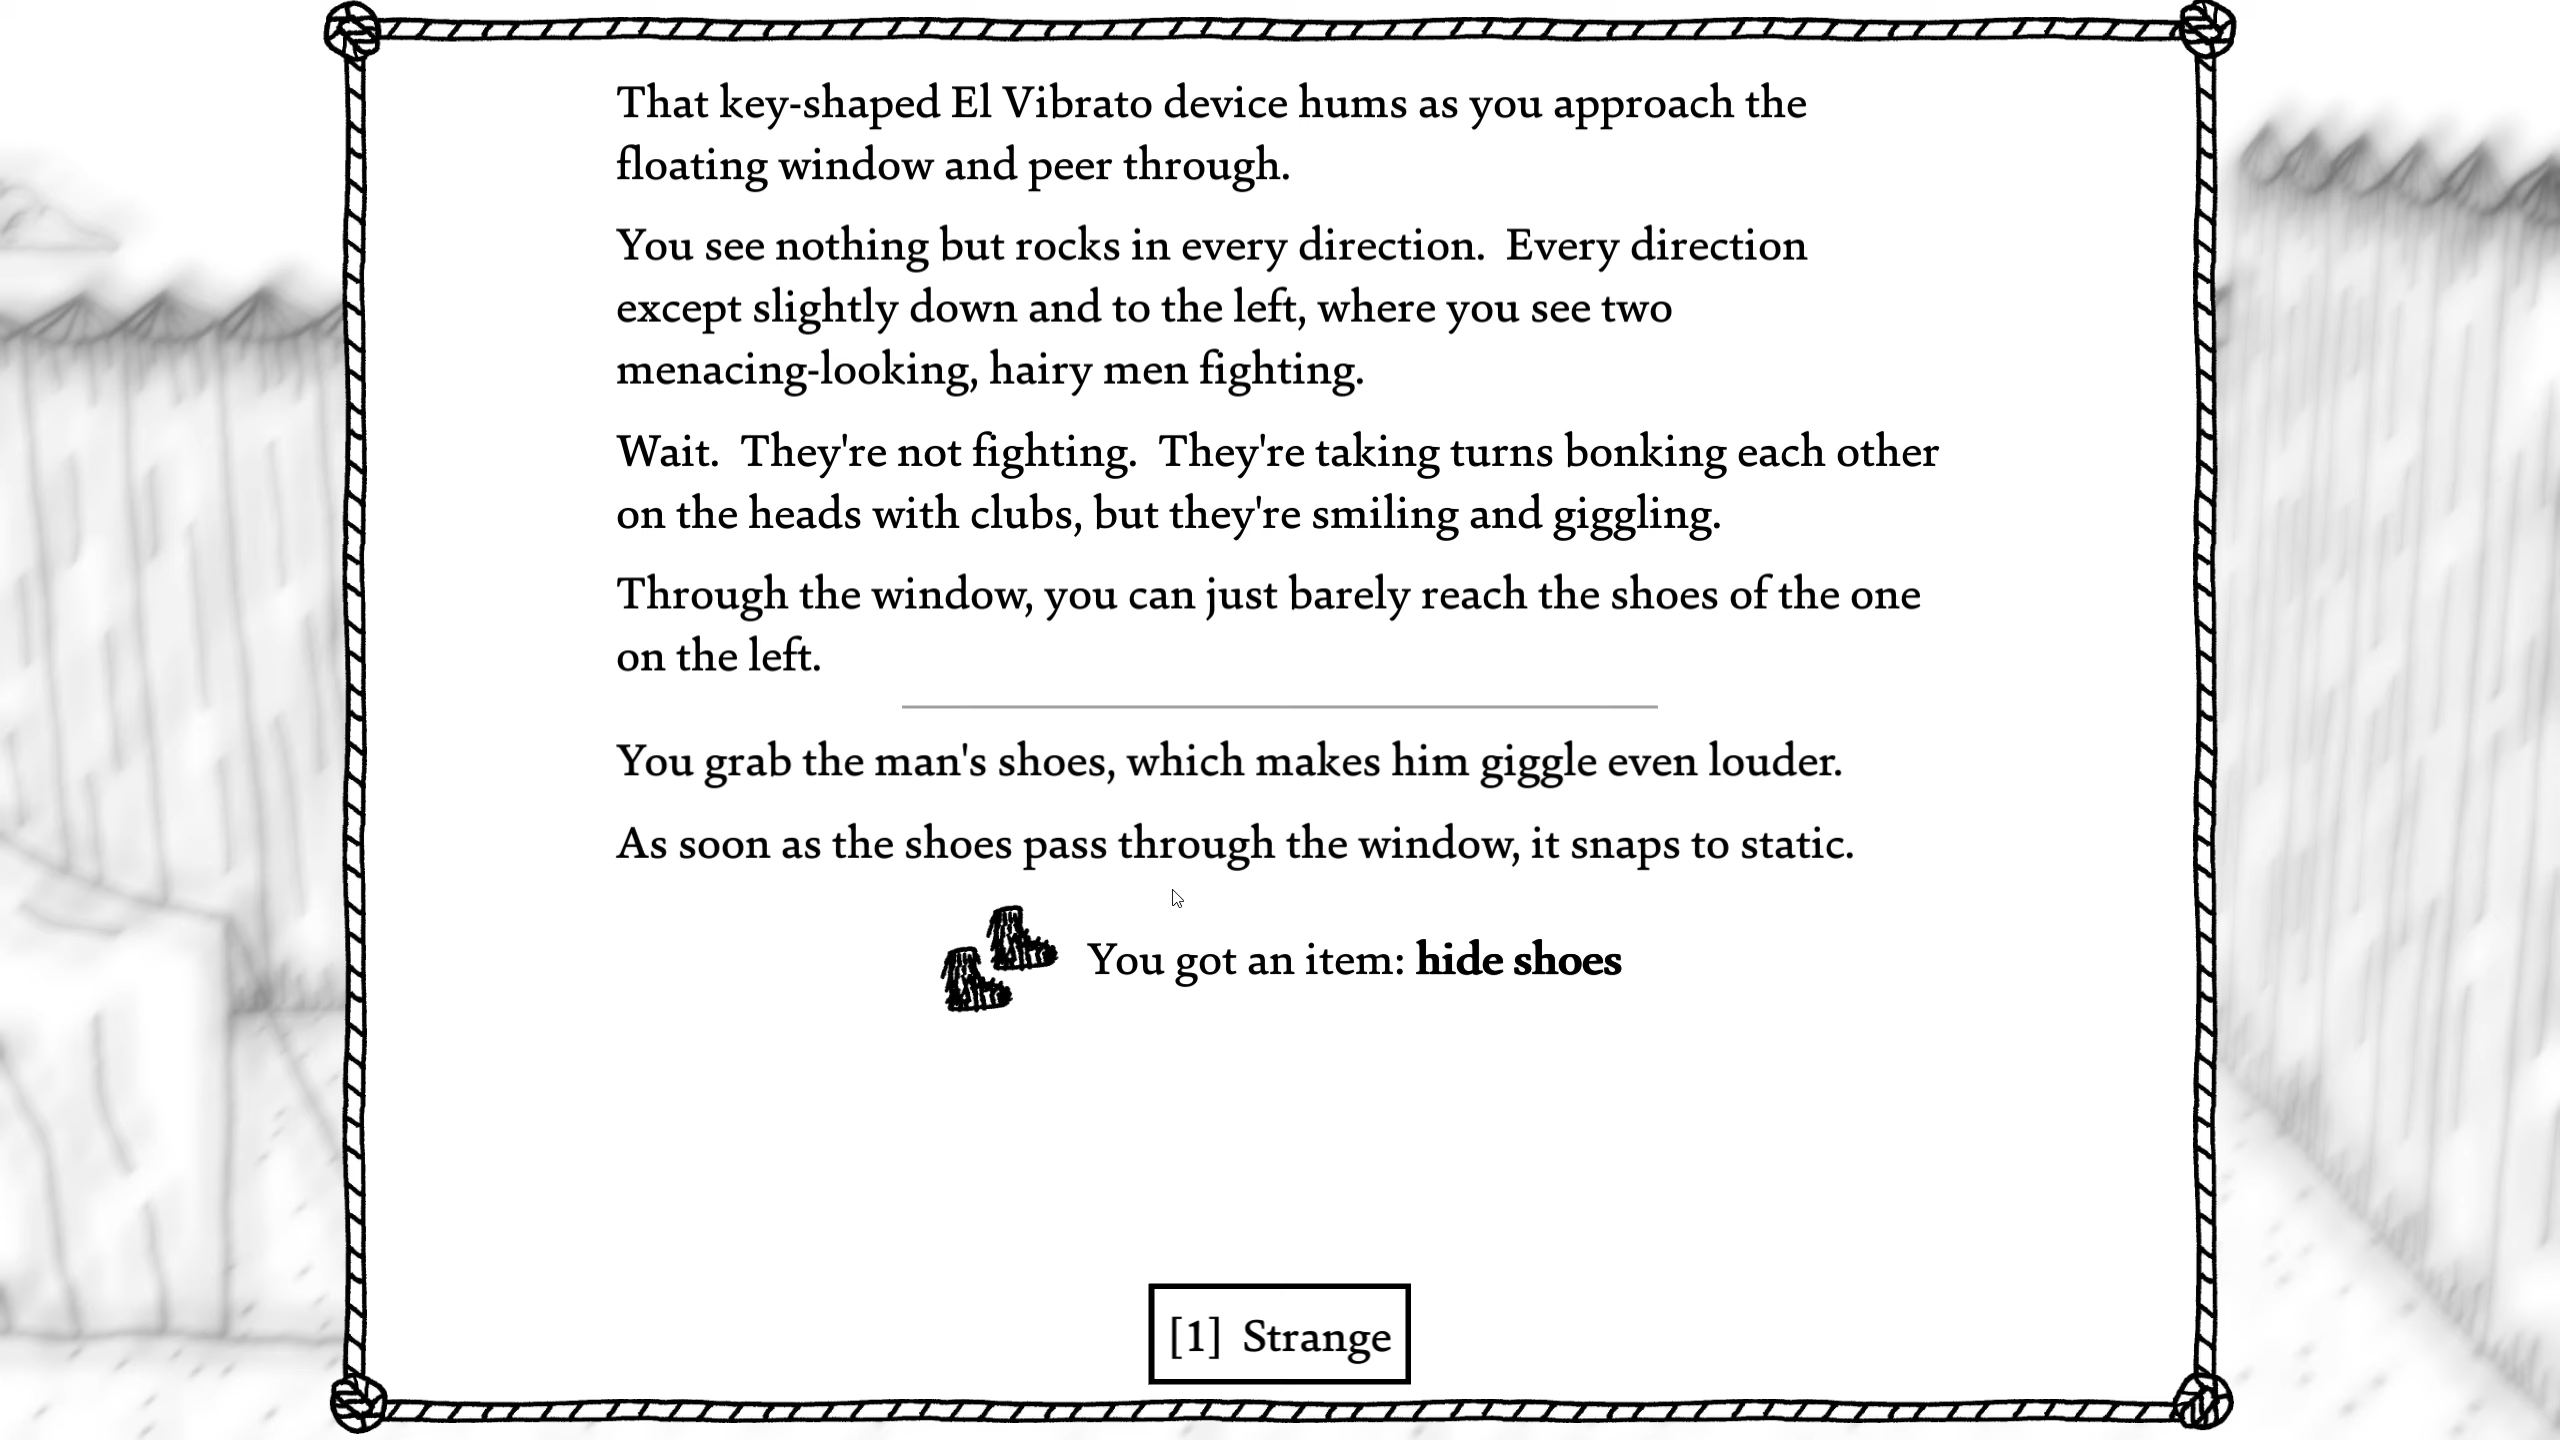 That key-shaped El Vibrato device hums as you approach the
floating window and peer through.
You see nothing but rocks in every direction.  Every direction
except slightly down and to the left, where you see two
menacing-looking, hairy men fighting.
Wait.  They're not fighting.  They're taking turns bonking each other
on the heads with clubs, but they're smiling and giggling.
Through the window, you can just barely reach the shoes of the one
on the left.
You grab the man's shoes, which makes him giggle even louder.
As soon as the shoes pass through the window, it snaps to static.
You got an item: hide shoes
[1]  Strange